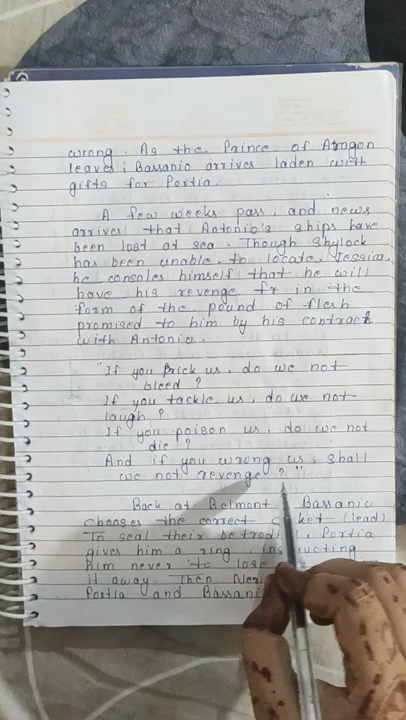 wrong. As the Prince of Aragon
leaves; Bassanio arrives laden with
gifts for Portia.
A few weeks pass, and news
arrives that Antonio's ships have
been lost at sea. Though Shylock
has been unable to locate Jessica,
he consoles himself that he will
have his revenge fr in the
form of the pound of flesh
promised to him by his contrack
with Antonio.
"If you prick us, do we not
bleed?
If you tackle us, do we not
laugh?
If you poison us, do we not
die?
And if you wrong us, shall
we not revenge?"
Back at Belmont, Bassanio
chooses the correct (lead).
To seal their Portia
gives him a ring,
him never to lose
it away. Then
Portia and